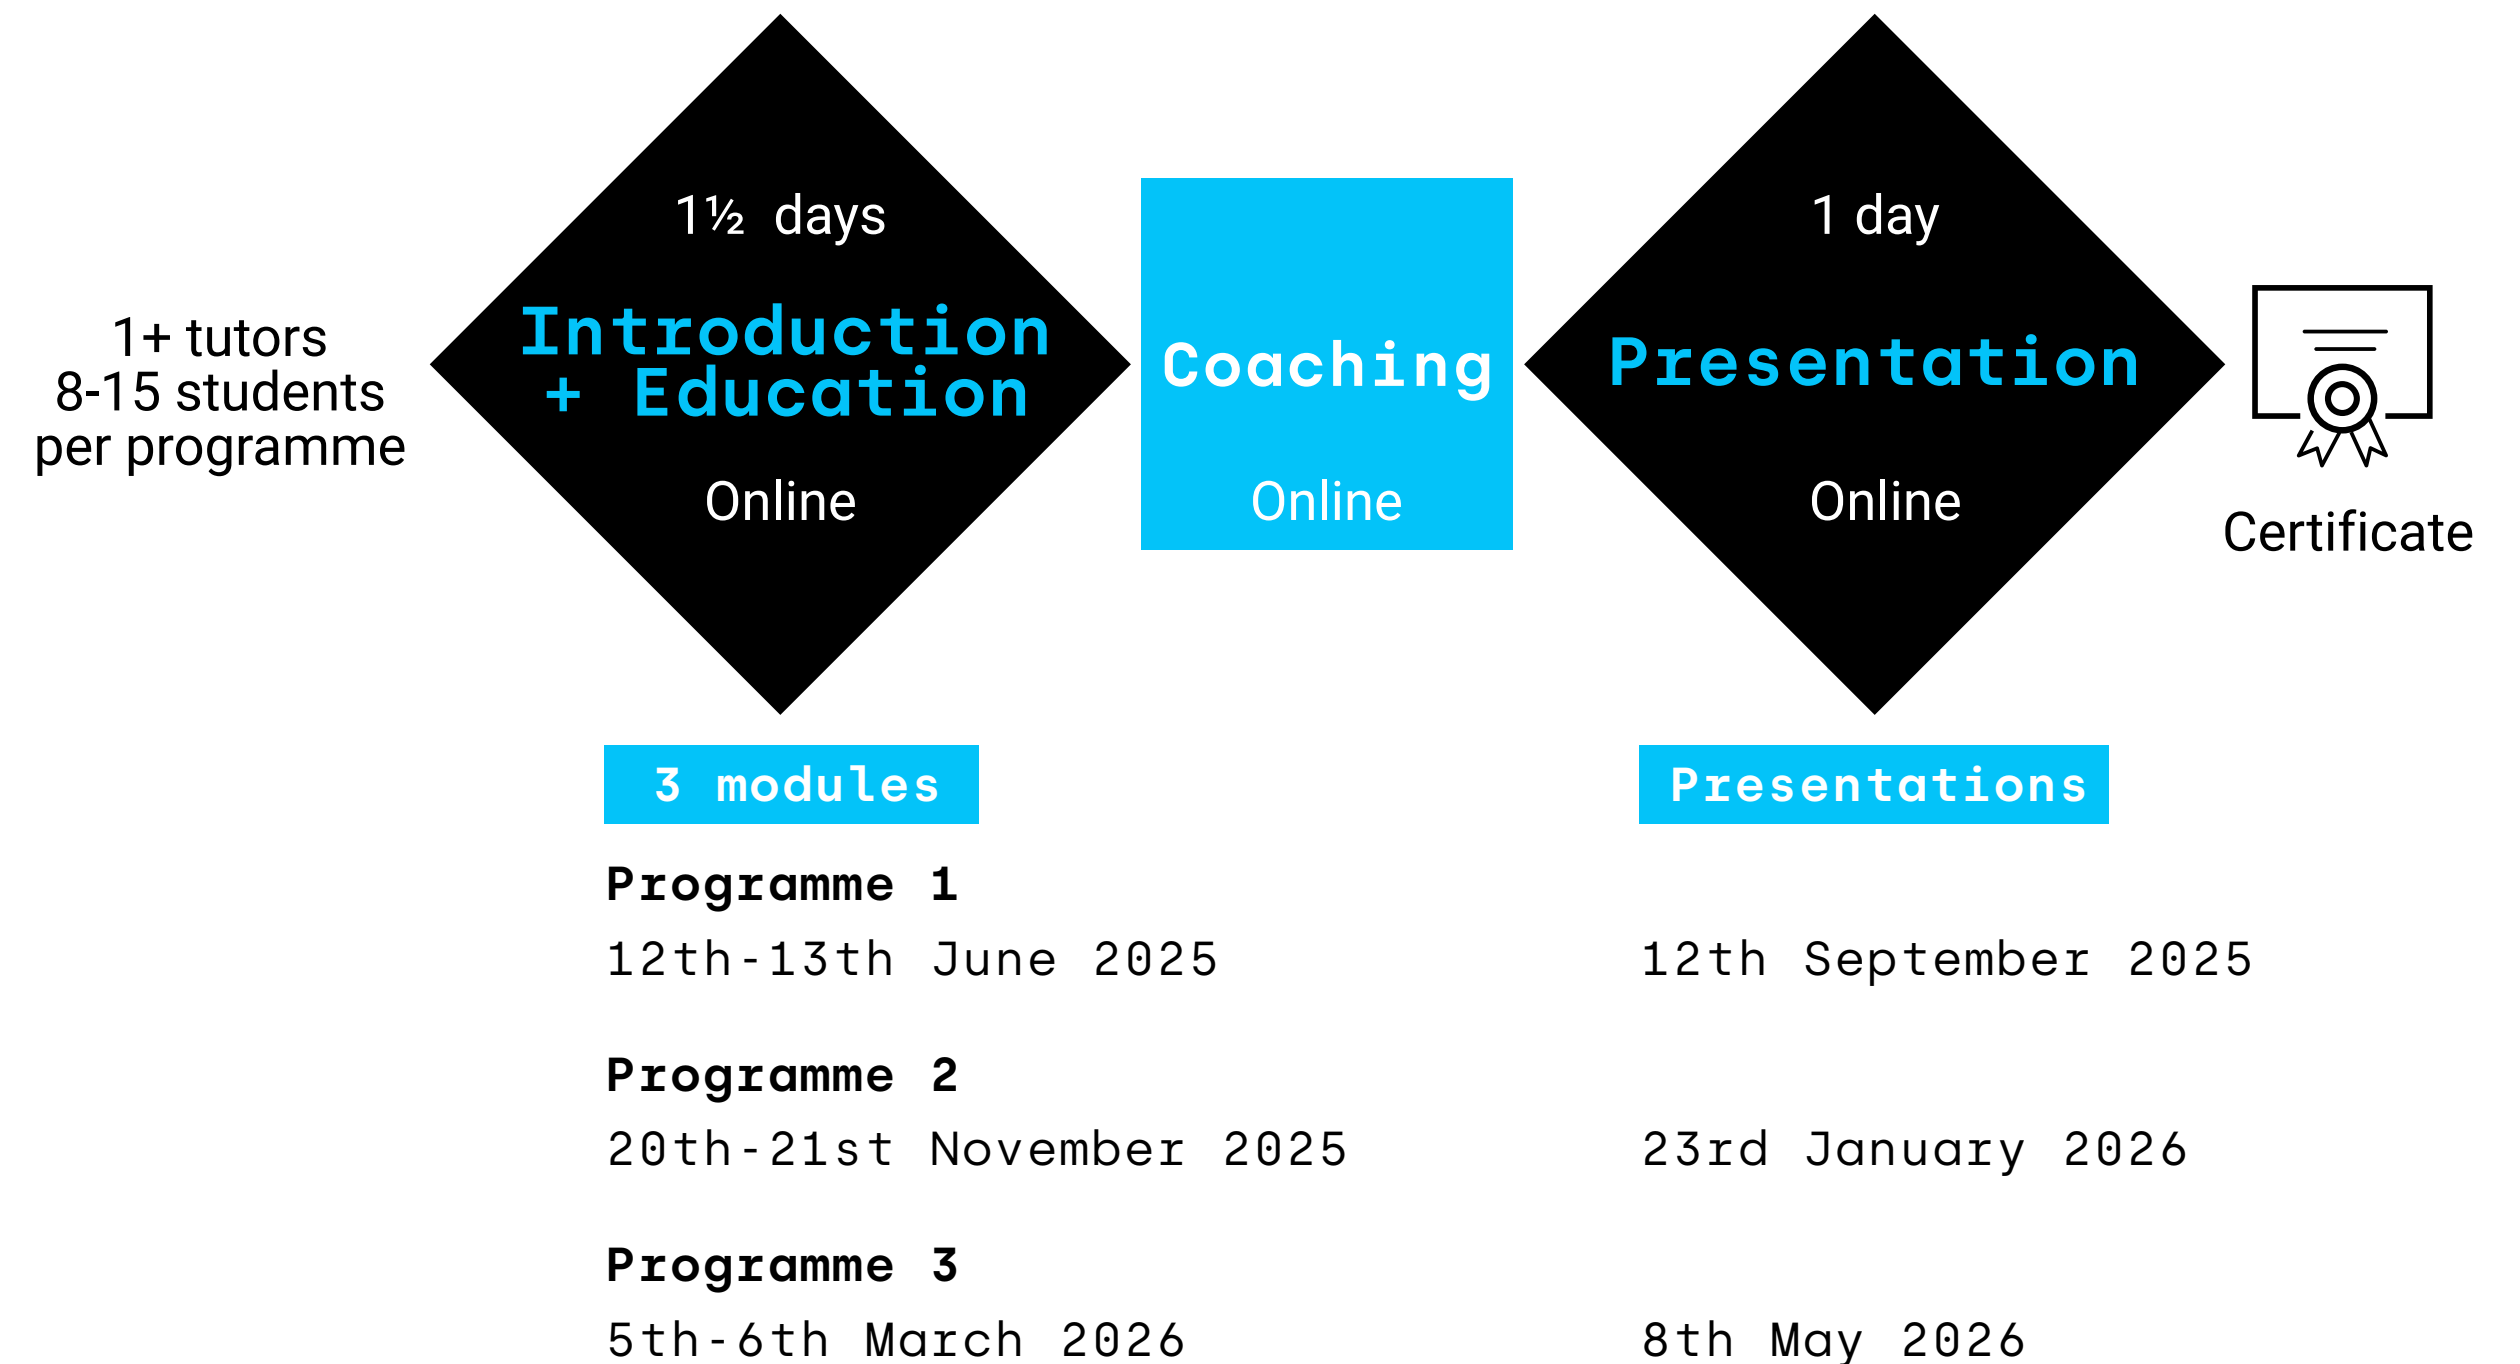 1+ tutors
8-15 students
per programme
1½ days
Introduction
+ Education
Online
Coaching
Online
1 day
Presentation
Online
Certificate
3 modules
Presentations
Programme 1
12th-13th June 2025
12th September 2025
Programme 2
20th-21st November 2025
23rd January 2026
Programme 3
5th-6th March 2026
8th May 2026